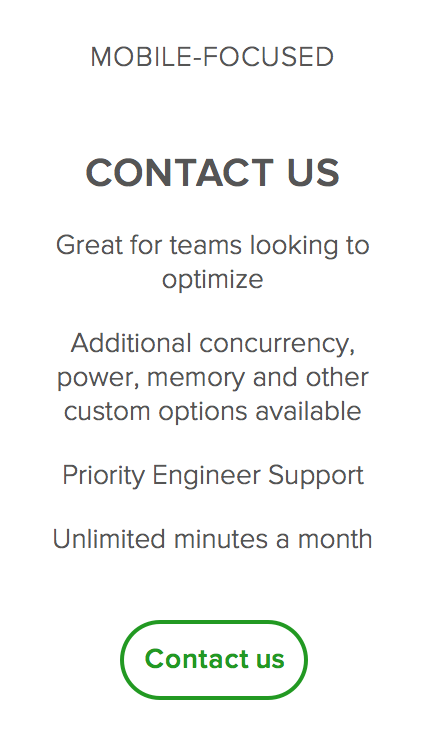 MOBILE-FOCUSED
CONTACT US
Great for teams looking to
optimize
Additional concurrency,
power, memory and other
custom options available
Priority Engineer Support
Unlimited minutes a month
Contact us